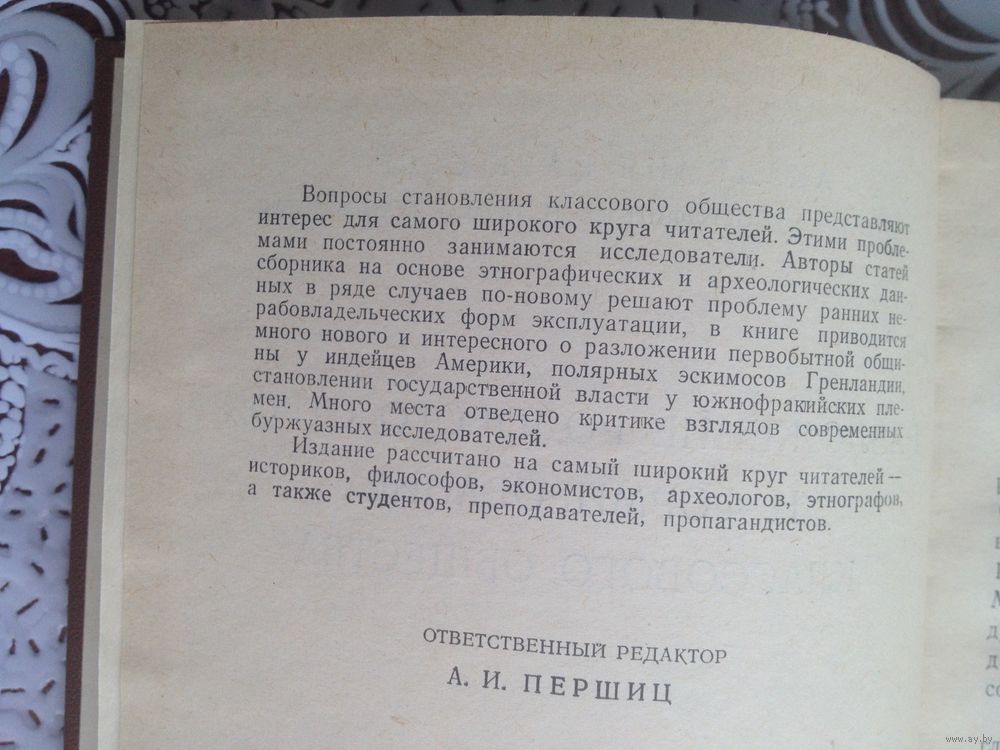 Вопросы становления классового общества представляют
интерес для самого широкого круга читателей. Этими пробле-
мами постоянно занимаются исследователи. Авторы статей
сборника на основе этнографических и археологических дан-
ных в ряде случаев по-новому решают проблему ранних не-
рабовладельческих форм эксплуатации, в книге приводится
много нового и интересного о разложении первобытной общи-
ны у индейцев Америки, полярных эскимосов Гренландии,
становлении государственной власти у южнофракийских пле-
мен. Много места отведено критике взглядов современных
буржуазных исследователей.
Издание рассчитано на самый широкий круг читателей —
историков, философов, экономистов, археологов, этнографов,
а также студентов, преподавателей, пропагандистов.
КЛАССОВОГО ОБЩЕСТВА
ОТВЕТСТВЕННЫЙ РЕДАКТОР
А. И. ПЕРШИЦ
www.ay.by